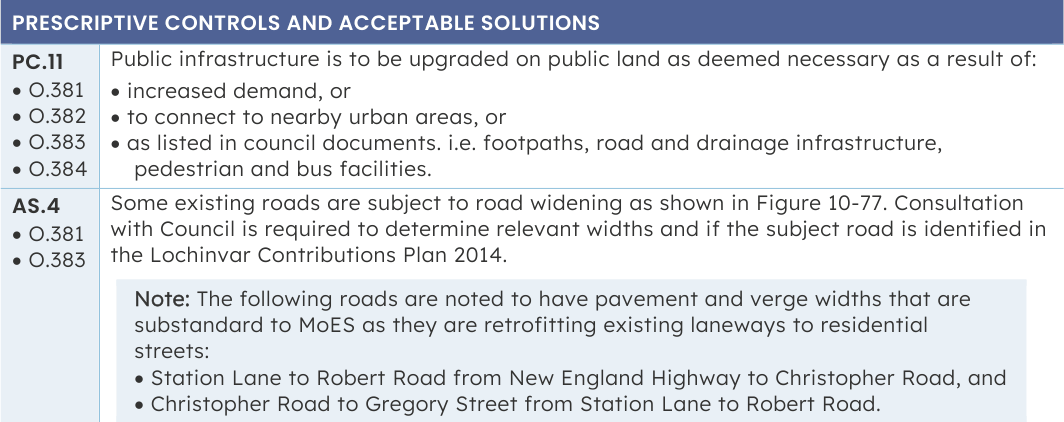 PRESCRIPTIVE CONTROLS AND ACCEPTABLE SOLUTIONS
PC.11
• O.381
• O.382
• O.383
• O.384
Public infrastructure is to be upgraded on public land as deemed necessary as a result of:
• increased demand, or
• to connect to nearby urban areas, or
• as listed in council documents. i.e. footpaths, road and drainage infrastructure,
pedestrian and bus facilities.
AS.4
• O.381
• O.383
Some existing roads are subject to road widening as shown in Figure 10-77. Consultation
with Council is required to determine relevant widths and if the subject road is identified in
the Lochinvar Contributions Plan 2014.
Note: The following roads are noted to have pavement and verge widths that are
substandard to MoES as they are retrofitting existing laneways to residential
streets:
• Station Lane to Robert Road from New England Highway to Christopher Road, and
• Christopher Road to Gregory Street from Station Lane to Robert Road.